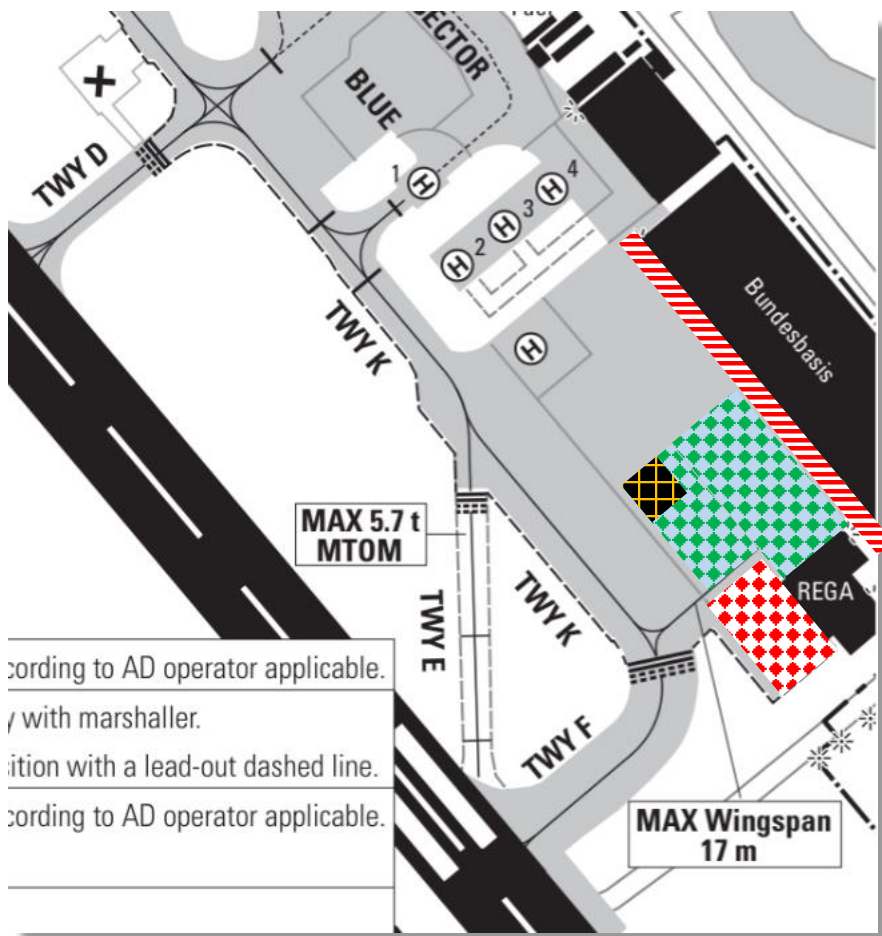 SECTOR
BLUE
TWY D
1
H
4
H
3
H
2
H
TWY K
H
Bundesbasis
MAX 5.7 t
MTOM
REGA
TWY K
TWY E
cording to AD operator applicable.
y with marshaller.
sition with a lead-out dashed line.
cording to AD operator applicable.
TWY F
MAX Wingspan
17 m